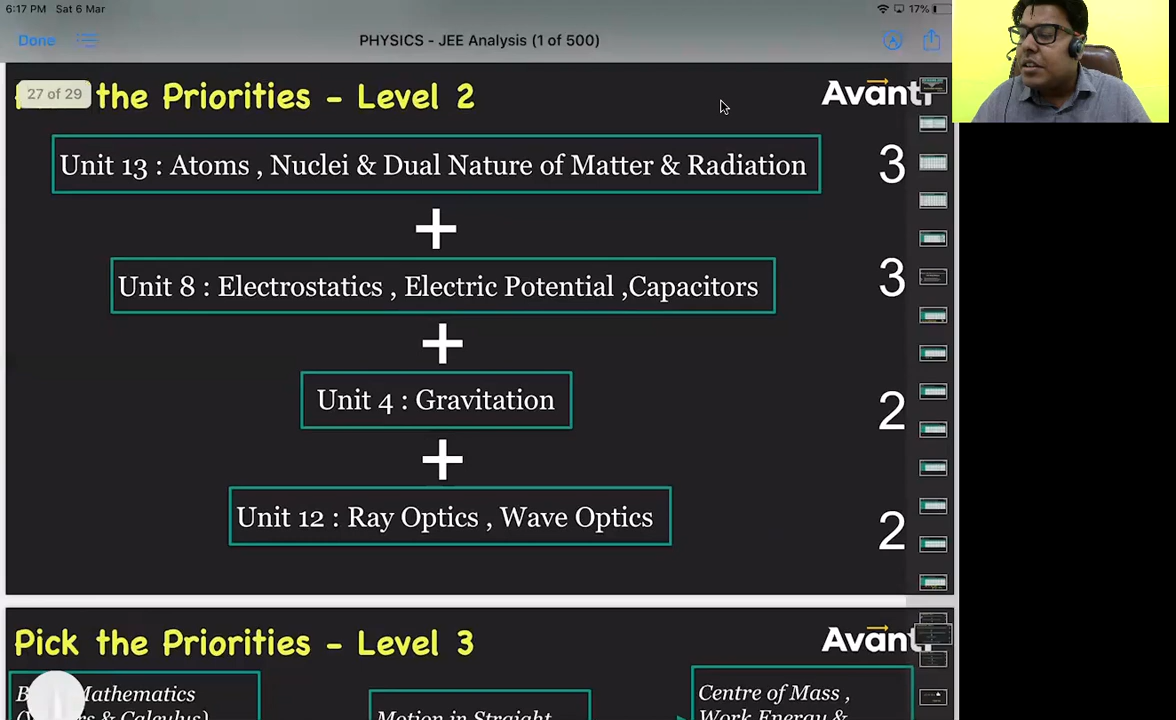 6:17 PM Sat 6 Mar
17%
Done
PHYSICS - JEE Analysis (1 of 500)
27 of 29
the Priorities - Level 2
Avanti
Unit 13 : Atoms , Nuclei & Dual Nature of Matter & Radiation
3
+
Unit 8 : Electrostatics , Electric Potential ,Capacitors
3
+
Unit 4 : Gravitation
2
+
Unit 12 : Ray Optics , Wave Optics
2
Pick the Priorities - Level 3
Avanti
Mathematics
Centre of Mass ,
& Calculus)
Motion in Straight
Work Energy &